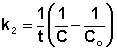 k₂ = 1/t (1/C − 1/C₀)